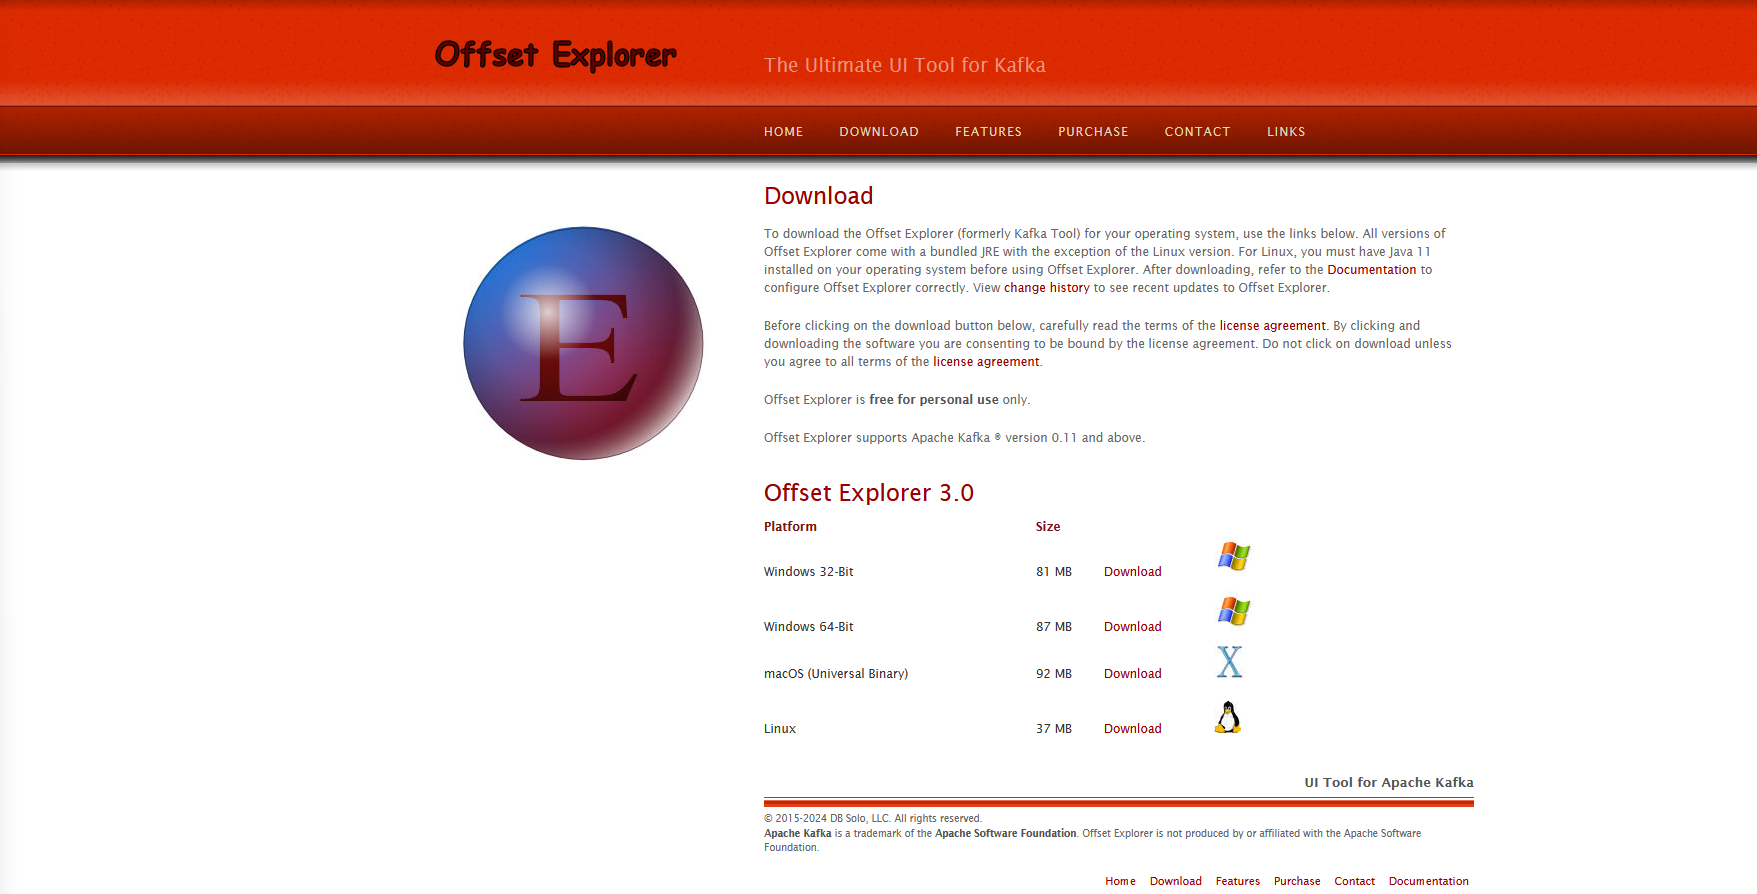 Offset Explorer
The Ultimate UI Tool for Kafka
HOME DOWNLOAD FEATURES PURCHASE CONTACT LINKS
Download
To download the Offset Explorer (formerly Kafka Tool) for your operating system, use the links below. All versions of
Offset Explorer come with a bundled JRE with the exception of the Linux version. For Linux, you must have Java 11
installed on your operating system before using Offset Explorer. After downloading, refer to the Documentation to
configure Offset Explorer correctly. View change history to see recent updates to Offset Explorer.
E
Before clicking on the download button below, carefully read the terms of the license agreement. By clicking and
downloading the software you are consenting to be bound by the license agreement. Do not click on download unless
you agree to all terms of the license agreement.
Offset Explorer is free for personal use only.
Offset Explorer supports Apache Kafka ® version 0.11 and above.
Offset Explorer 3.0
Platform Size
Windows 32-Bit 81 MB Download
Windows 64-Bit 87 MB Download
macOS (Universal Binary) 92 MB Download
X
Linux 37 MB Download
UI Tool for Apache Kafka
© 2015-2024 DB Solo, LLC. All rights reserved.
Apache Kafka is a trademark of the Apache Software Foundation. Offset Explorer is not produced by or affiliated with the Apache Software
Foundation.
Home Download Features Purchase Contact Documentation